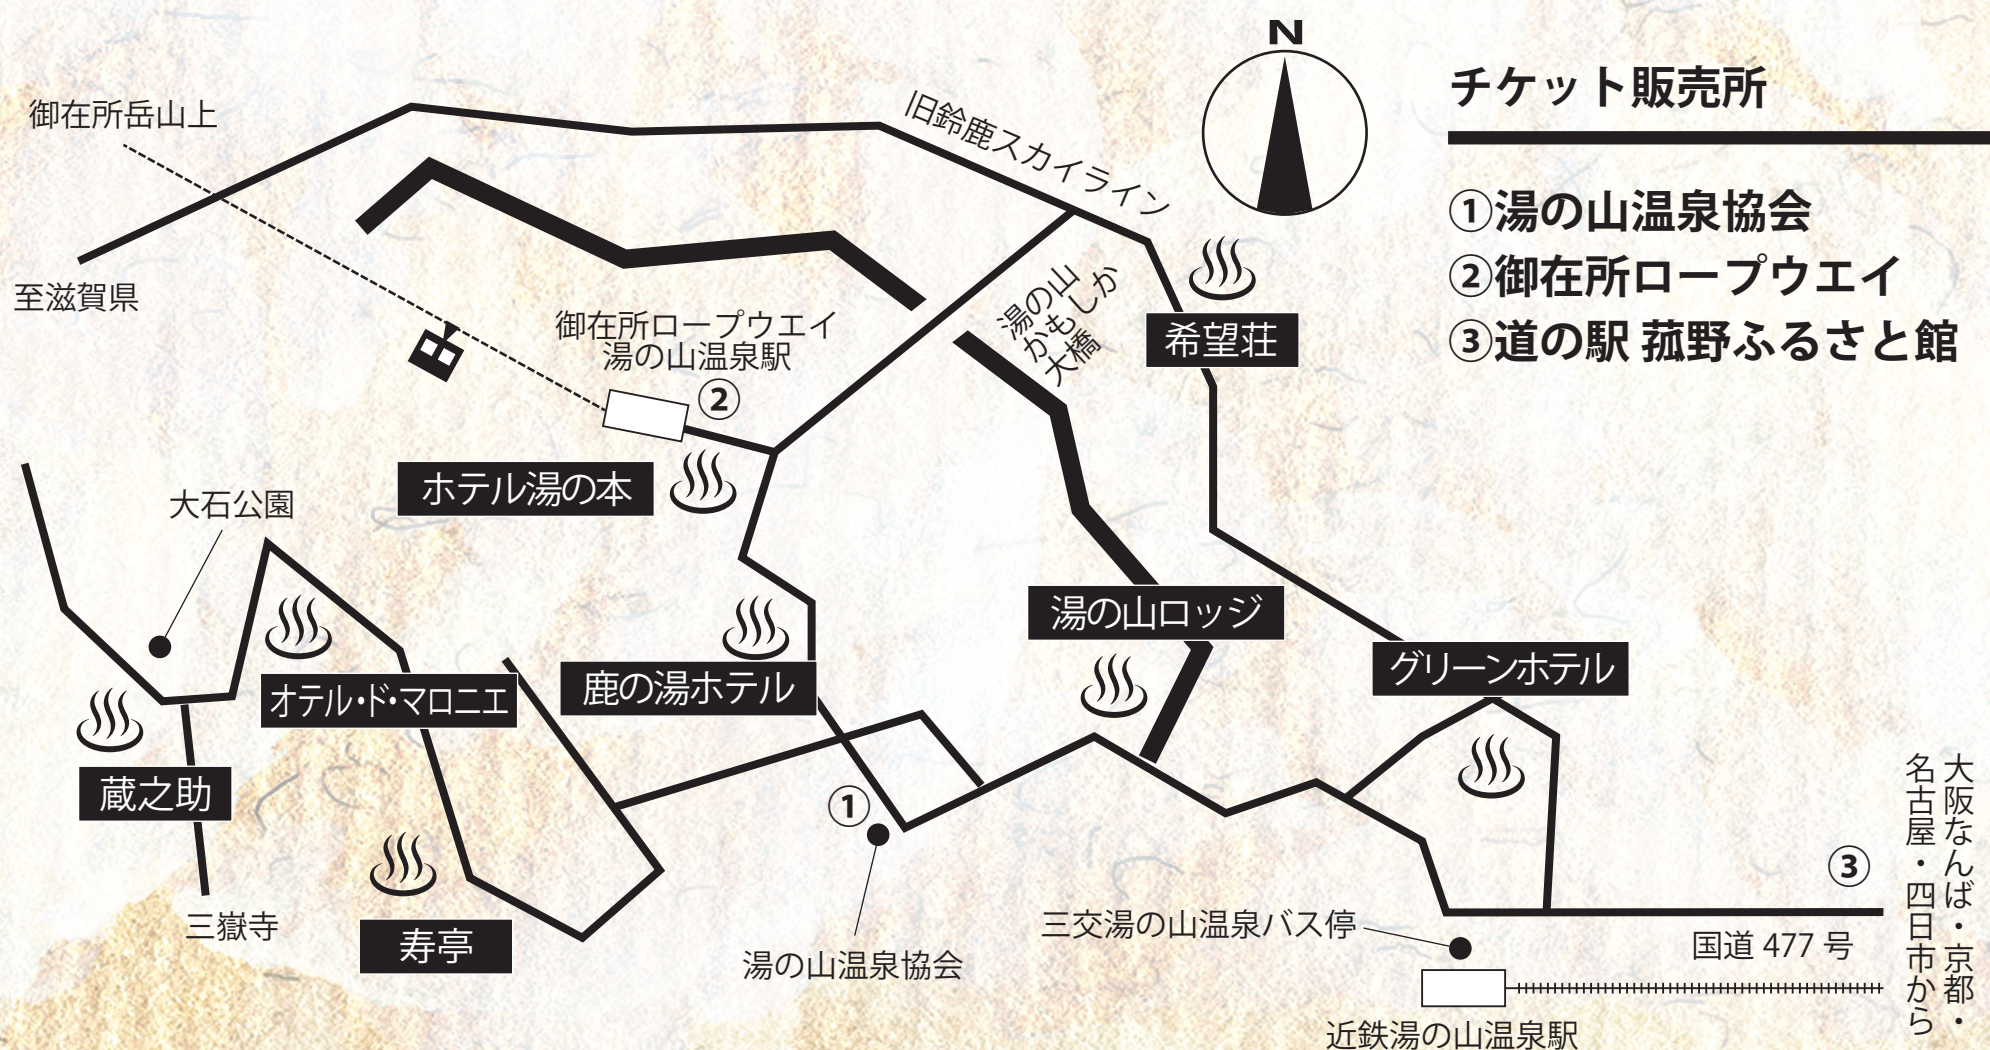 N
チケット販売所
①湯の山温泉協会
②御在所ロープウエイ
③道の駅 菰野ふるさと館
御在所岳山上
旧鈴鹿スカイライン
至滋賀県
御在所ロープウエイ
湯の山温泉駅
②
湯の山
かもしか
大橋
希望荘
ホテル湯の本
大石公園
湯の山ロッジ
グリーンホテル
オテル・ド・マロニエ
鹿の湯ホテル
蔵之助
①
寿亭
三嶽寺
湯の山温泉協会
三交湯の山温泉バス停
③
国道 477 号
近鉄湯の山温泉駅
大阪なんば・京都・
名古屋・四日市から